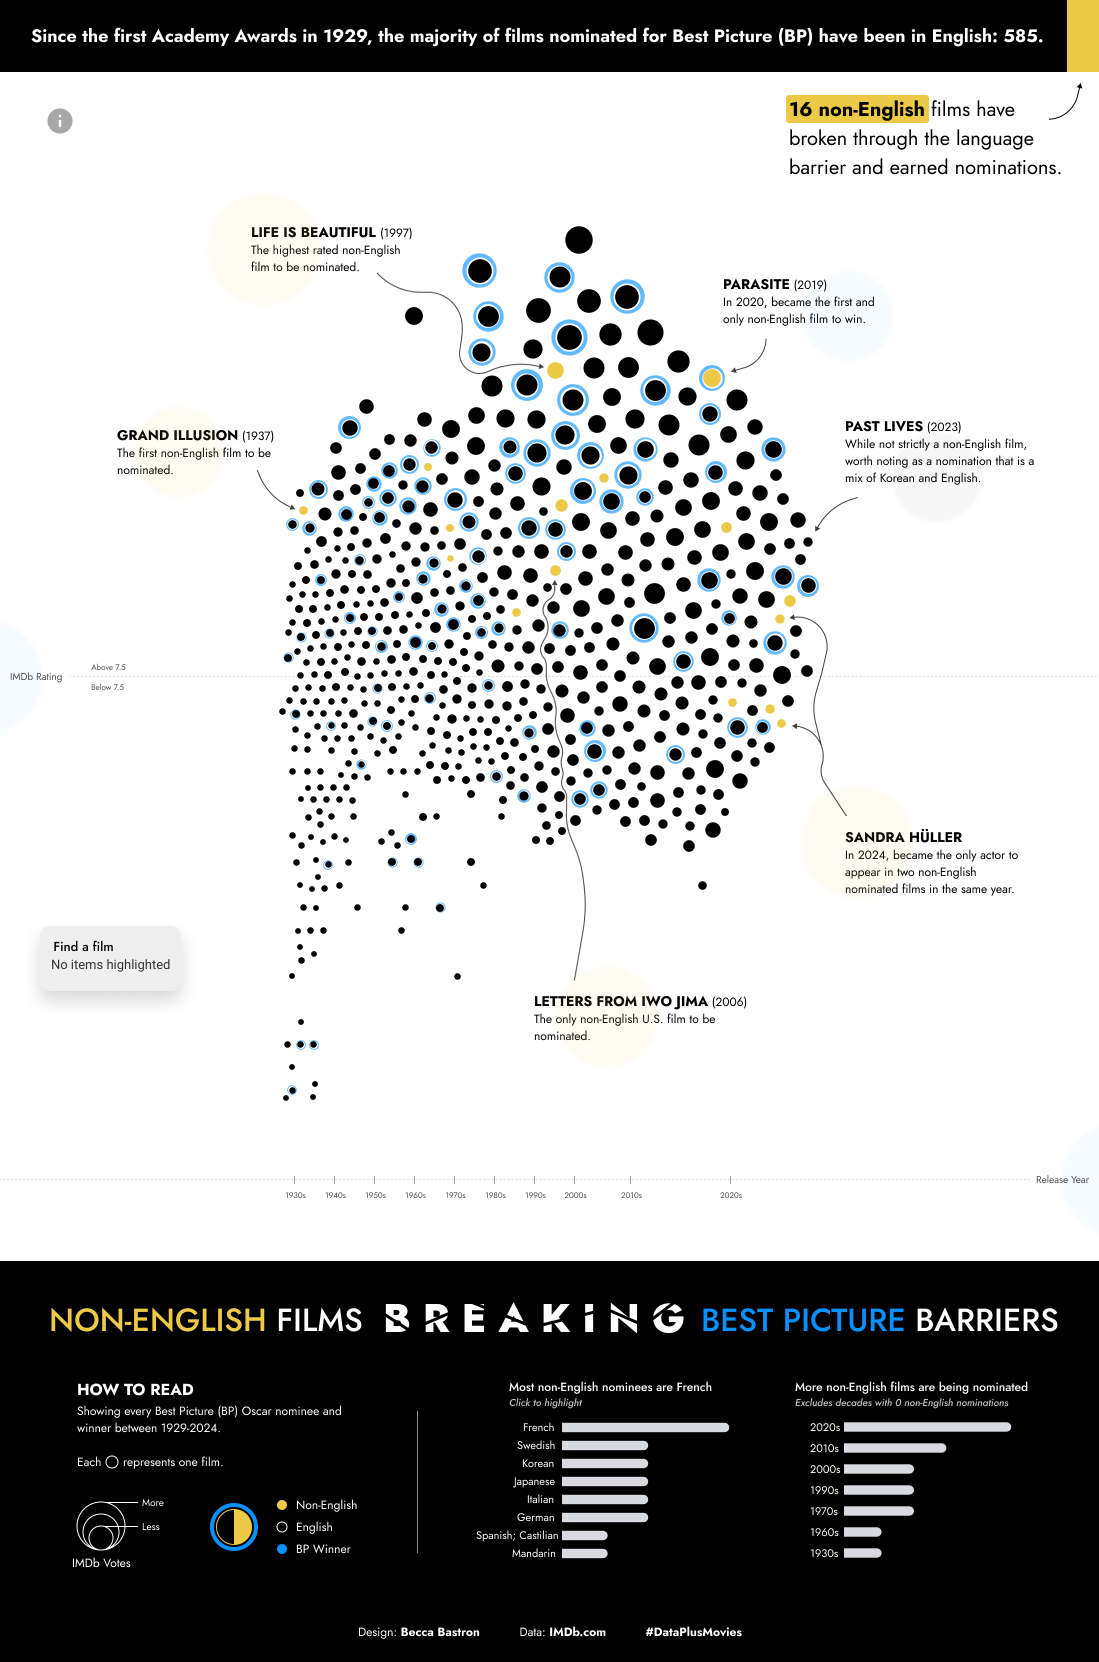 Since the first Academy Awards in 1929, the majority of films nominated for Best Picture (BP) have been in English: 585.
16 non-English films have
broken through the language
barrier and earned nominations.
i
LIFE IS BEAUTIFUL (1997)
The highest rated non-English
film to be nominated.
PARASITE (2019)
In 2020, became the first and
only non-English film to win.
GRAND ILLUSION (1937)
The first non-English film to be
nominated.
PAST LIVES (2023)
While not strictly a non-English film,
worth noting as a nomination that is a
mix of Korean and English.
Above 7.5
IMDb Rating
Below 7.5
SANDRA HÜLLER
In 2024, became the only actor to
appear in two non-English
nominated films in the same year.
Find a film
No items highlighted
LETTERS FROM IWO JIMA (2006)
The only non-English U.S. film to be
nominated.
Release Year
1930s 1940s 1950s 1960s 1970s 1980s 1990s 2000s 2010s 2020s
NON-ENGLISH FILMS BREAKING BEST PICTURE BARRIERS
HOW TO READ
Showing every Best Picture (BP) Oscar nominee and
winner between 1929-2024.
Each represents one film.
More
Less
IMDb Votes
Non-English
English
BP Winner
Most non-English nominees are French
Click to highlight
French
Swedish
Korean
Japanese
Italian
German
Spanish; Castilian
Mandarin
More non-English films are being nominated
Excludes decades with 0 non-English nominations
2020s
2010s
2000s
1990s
1970s
1960s
1930s
Design: Becca Bastron Data: IMDb.com #DataPlusMovies